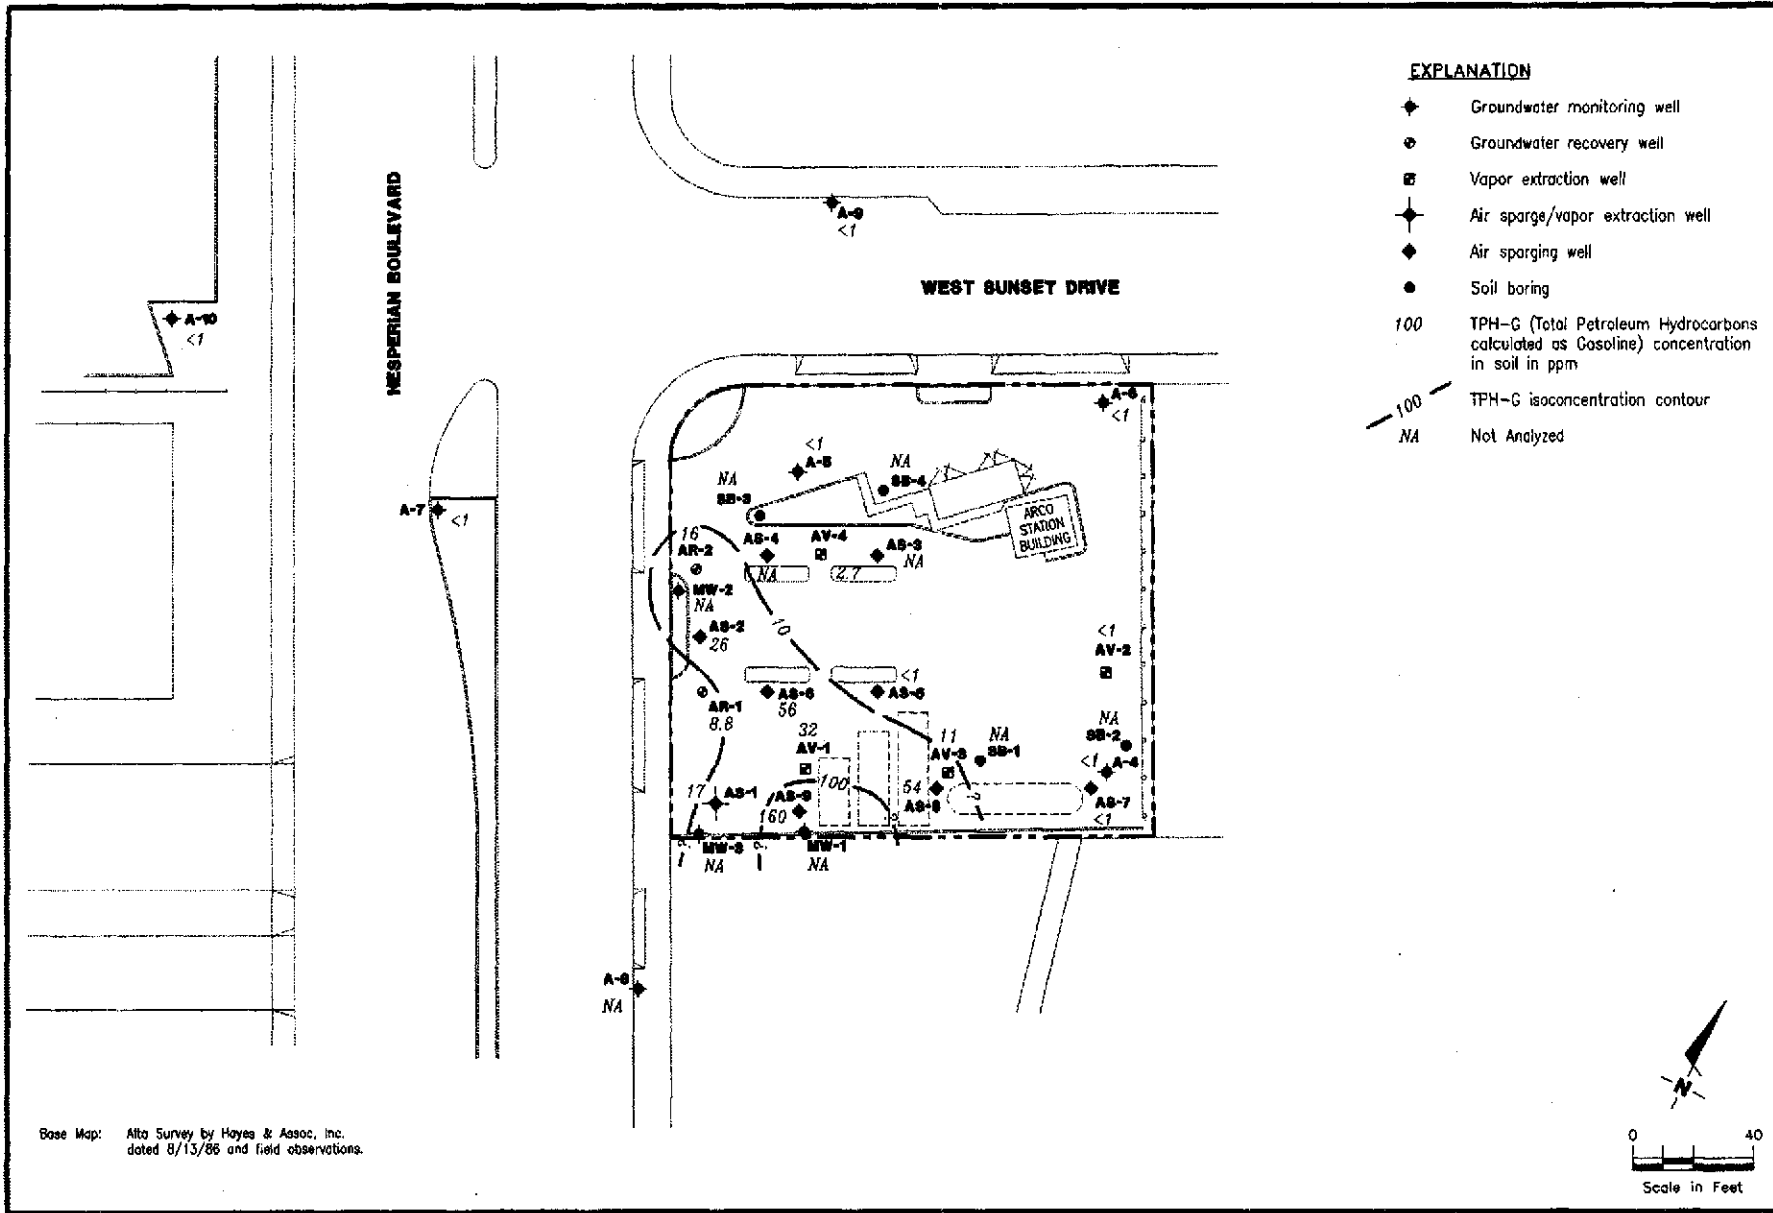 EXPLANATION
Groundwater monitoring well
Groundwater recovery well
Vapor extraction well
Air sparge/vapor extraction well
Air sparging well
Soil boring
100 TPH-G (Total Petroleum Hydrocarbons
calculated as Gasoline) concentration
in soil in ppm
100 TPH-G isoconcentration contour
NA Not Analyzed
HESPERIAN BOULEVARD
WEST SUNSET DRIVE
A-9
<1
A-10
<1
A-6
<1
<1
A-5
NA
SB-4
NA
SB-3
A-7
<1
ARCO
STATION
BUILDING
16
AR-2
AS-4
NA
AV-4
AS-3
NA
2.7
MW-2
NA
AS-2
26
10
<1
AV-2
AR-1
8.8
AS-6
56
<1
AS-5
32
AV-1
11
AV-3
NA
SB-1
NA
SB-2
<1
A-4
AS-7
<1
17
AS-1
AS-9
160
100
54
AS-8
?
?
?
?
MW-3
NA
MW-1
NA
A-8
NA
Base Map: Alta Survey by Hayes & Assoc, Inc.
dated 8/13/86 and field observations.
N
0 40
Scale in Feet